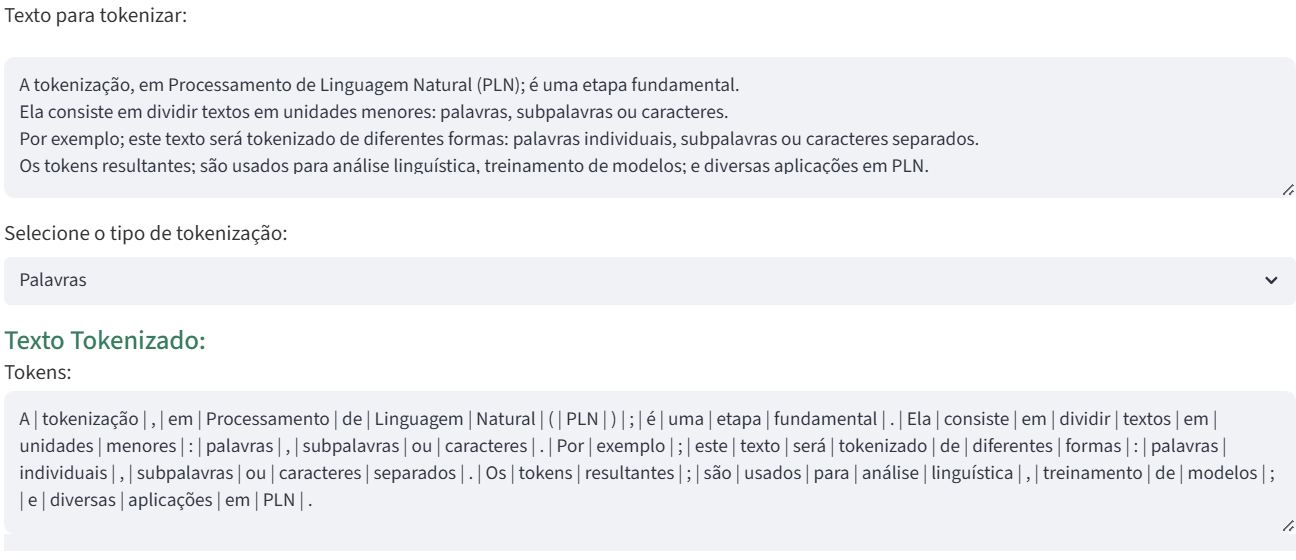 Texto para tokenizar:
A tokenização, em Processamento de Linguagem Natural (PLN); é uma etapa fundamental.
Ela consiste em dividir textos em unidades menores: palavras, subpalavras ou caracteres.
Por exemplo; este texto será tokenizado de diferentes formas: palavras individuais, subpalavras ou caracteres separados.
Os tokens resultantes; são usados para análise linguística, treinamento de modelos; e diversas aplicações em PLN.
Selecione o tipo de tokenização:
Palavras
Texto Tokenizado:
Tokens:
A | tokenização | , | em | Processamento | de | Linguagem | Natural | ( | PLN | ) | ; | é | uma | etapa | fundamental | . | Ela | consiste | em | dividir | textos | em |
unidades | menores | : | palavras | , | subpalavras | ou | caracteres | . | Por | exemplo | ; | este | texto | será | tokenizado | de | diferentes | formas | : | palavras |
individuais | , | subpalavras | ou | caracteres | separados | . | Os | tokens | resultantes | ; | são | usados | para | análise | linguística | , | treinamento | de | modelos | ;
| e | diversas | aplicações | em | PLN | .